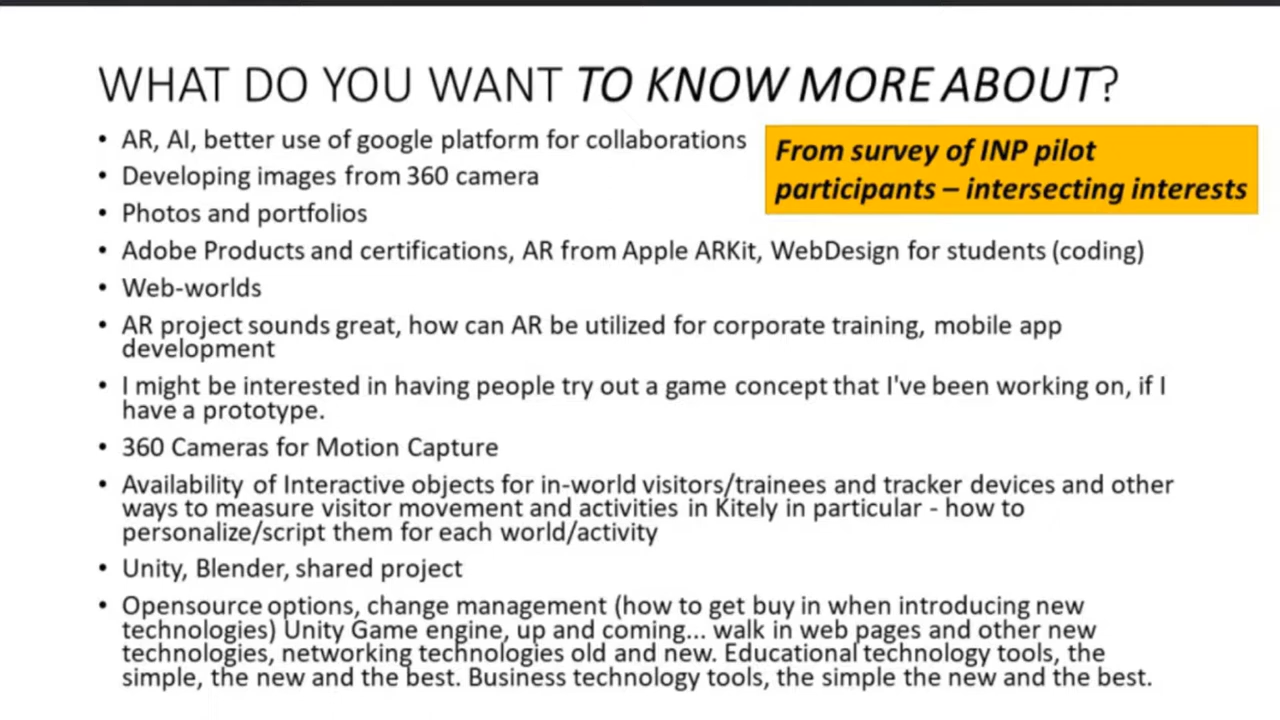 WHAT DO YOU WANT TO KNOW MORE ABOUT?
• AR, AI, better use of google platform for collaborations
From survey of INP pilot
participants – intersecting interests
• Developing images from 360 camera
• Photos and portfolios
• Adobe Products and certifications, AR from Apple ARKit, WebDesign for students (coding)
• Web-worlds
• AR project sounds great, how can AR be utilized for corporate training, mobile app
development
• I might be interested in having people try out a game concept that I've been working on, if I
have a prototype.
• 360 Cameras for Motion Capture
• Availability of Interactive objects for in-world visitors/trainees and tracker devices and other
ways to measure visitor movement and activities in Kitely in particular - how to
personalize/script them for each world/activity
• Unity, Blender, shared project
• Opensource options, change management (how to get buy in when introducing new
technologies) Unity Game engine, up and coming... walk in web pages and other new
technologies, networking technologies old and new. Educational technology tools, the
simple, the new and the best. Business technology tools, the simple the new and the best.